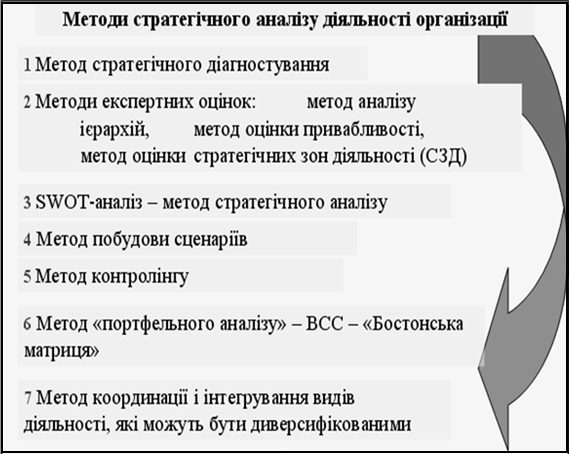 Методи стратегічного аналізу діяльності організації
1 Метод стратегічного діагностування
2 Методи експертних оцінок: метод аналізу
ієрархій, метод оцінки привабливості,
метод оцінки стратегічних зон діяльності (СЗД)
3 SWOT-аналіз – метод стратегічного аналізу
4 Метод побудови сценаріїв
5 Метод контролінгу
6 Метод «портфельного аналізу» – ВСС – «Бостонська
матриця»
7 Метод координації і інтегрування видів
діяльності, які можуть бути диверсифікованими